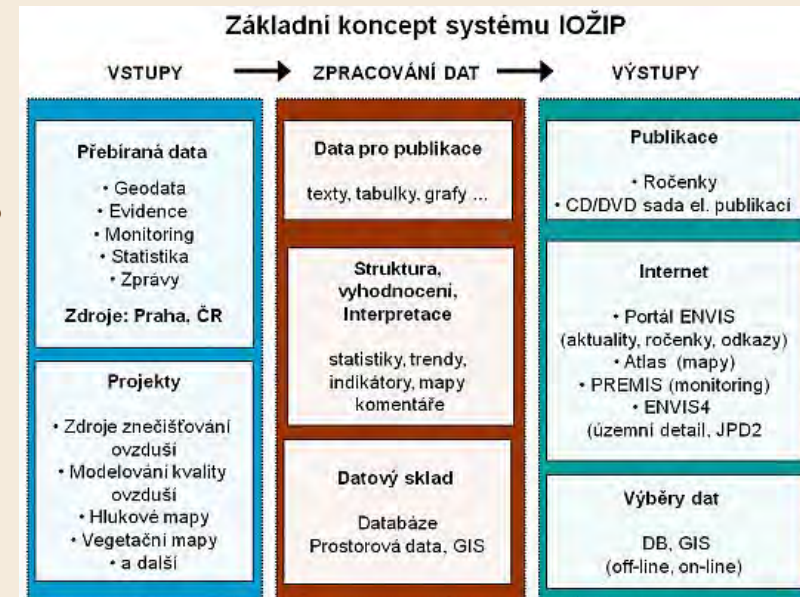 Základní koncept systému IOŽIP
VSTUPY
ZPRACOVÁNÍ DAT
VÝSTUPY
Přebíraná data
• Geodata
• Evidence
• Monitoring
• Statistika
• Zprávy
Zdroje: Praha, ČR
Projekty
• Zdroje znečišťování
ovzduší
• Modelování kvality
ovzduší
• Hlukové mapy
• Vegetační mapy
• a další
Data pro publikace
texty, tabulky, grafy ...
Struktura,
vyhodnocení,
Interpretace
statistiky, trendy,
indikátory, mapy
komentáře
Datový sklad
Databáze
Prostorová data, GIS
Publikace
• Ročenky
• CD/DVD sada el. publikací
Internet
• Portál ENVIS
(aktuality, ročenky, odkazy)
• Atlas (mapy)
• PREMIS (monitoring)
• ENVIS4
(územní detail, JPD2
Výběry dat
DB, GIS
(off-line, on-line)